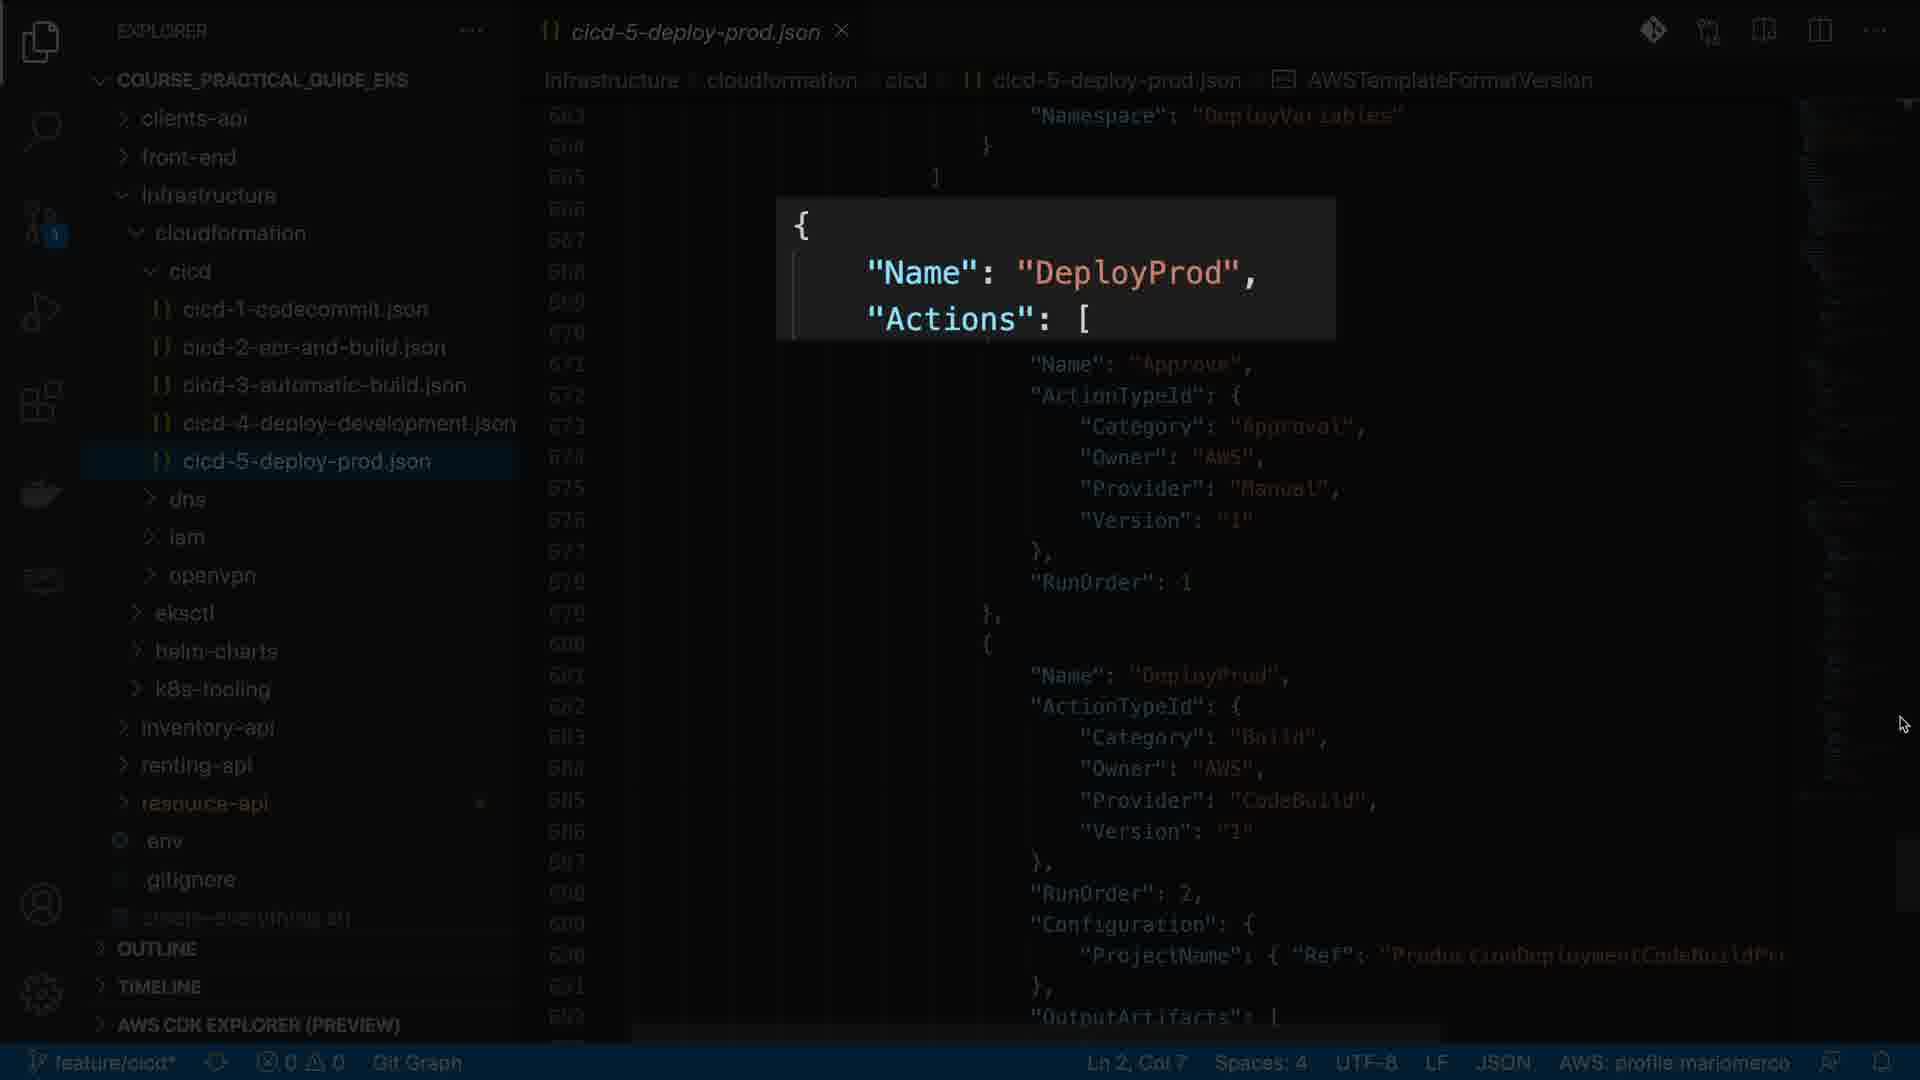 EXPLORER
COURSE_PRACTICAL_GUIDE_EKS
clients-api
front-end
Infrastructure
cloudformation
cicd
cicd-1-codecommit.json
cicd-2-ecr-and-build.json
cicd-3-automatic-build.json
cicd-4-deploy-development.json
cicd-5-deploy-prod.json
dns
iam
openvpn
eksctl
helm-charts
k8s-tooling
inventory-api
renting-api
resource-api
.env
.gitignore
OUTLINE
TIMELINE
AWS CDK EXPLORER (PREVIEW)
cicd-5-deploy-prod.json
Infrastructure > cloudformation > cicd > {} cicd-5-deploy-prod.json > AWSTemplateFormatVersion
663 "Namespace": "DeployVariables"
664 }
665 ]
666
667 {
668 "Name": "DeployProd",
669 "Actions": [
670
671 "Name": "Approve",
672 "ActionTypeId": {
673 "Category": "Approval",
674 "Owner": "AWS",
675 "Provider": "Manual",
676 "Version": "1"
677 },
678 "RunOrder": 1
679 },
680 {
681 "Name": "DeployProd",
682 "ActionTypeId": {
683 "Category": "Build",
684 "Owner": "AWS",
685 "Provider": "CodeBuild",
686 "Version": "1"
687 },
688 "RunOrder": 2,
689 "Configuration": {
690 "ProjectName": { "Ref": "ProductionDeploymentCodeBuildPr
691 },
692 "OutputArtifacts": [
feature/cicd* 0 0 Git Graph Ln 2, Col 7 Spaces: 4 UTF-8 LF JSON AWS: profile mariomerco